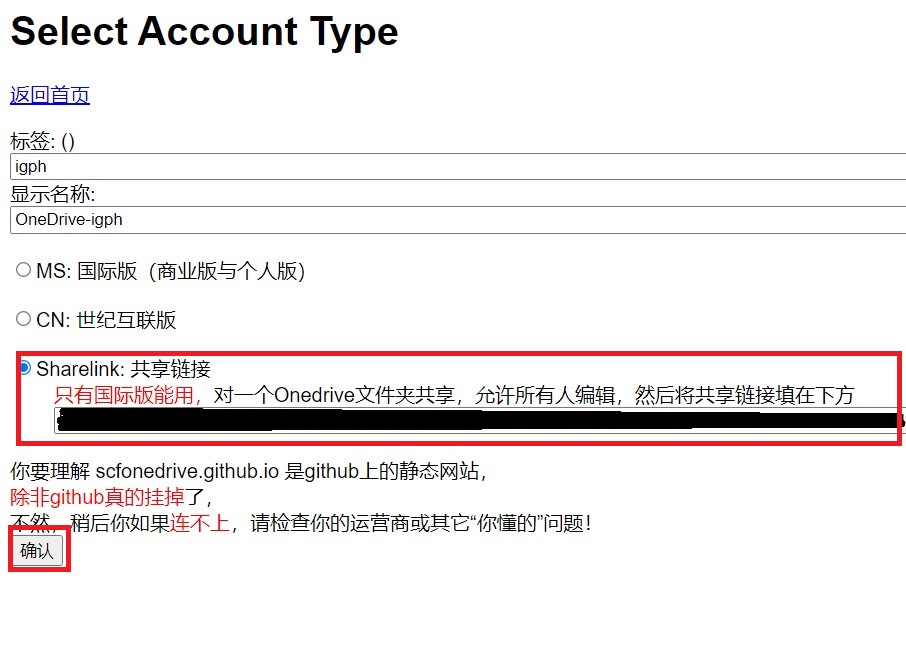 Select Account Type
返回首页
标签: ()
igph
显示名称:
OneDrive-igph
MS: 国际版（商业版与个人版）
CN: 世纪互联版
Sharelink: 共享链接
只有国际版能用，对一个Onedrive文件夹共享，允许所有人编辑，然后将共享链接填在下方
你要理解 scfonedrive.github.io 是github上的静态网站，
除非github真的挂掉了，
不然，稍后你如果连不上，请检查你的运营商或其它“你懂的”问题！
确认